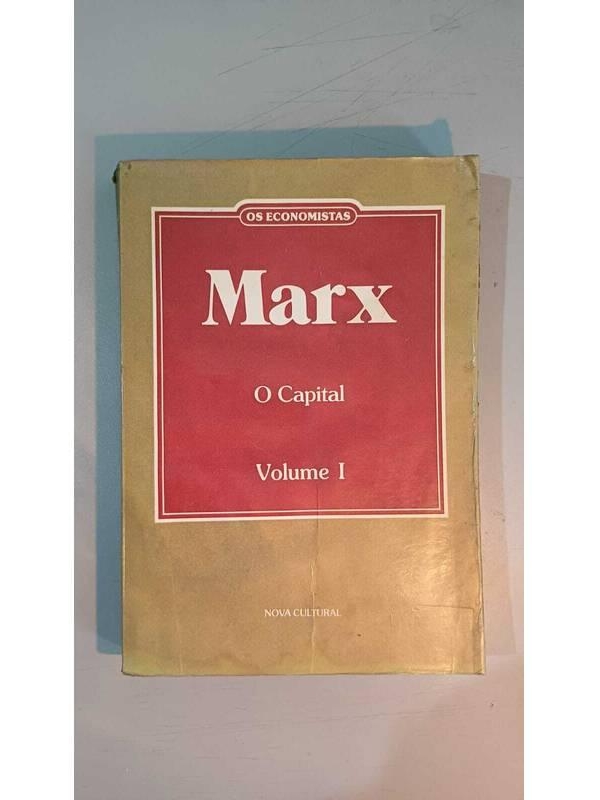 OS ECONOMISTAS
Marx
O Capital
Volume I
NOVA CULTURAL